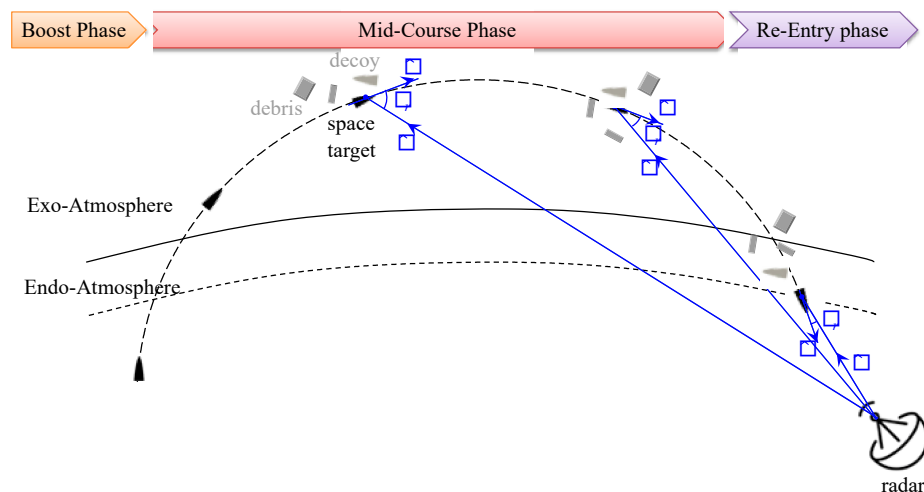 Boost Phase
Mid-Course Phase
Re-Entry phase
decoy
debris
space
target
Exo-Atmosphere
Endo-Atmosphere
radar